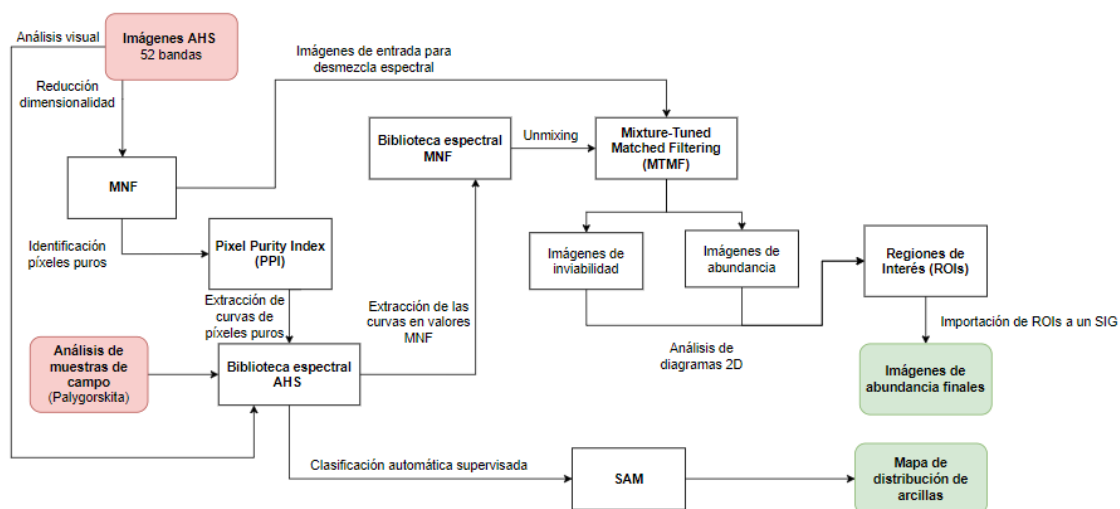 Análisis visual
Imágenes AHS
52 bandas
Imágenes de entrada para
desmezcla espectral
Reducción
dimensionalidad
Biblioteca espectral
MNF
Unmixing
Mixture-Tuned
Matched Filtering
(MTMF)
MNF
Identificación
píxeles puros
Pixel Purity Index
(PPI)
Imágenes de
inviabilidad
Imágenes de
abundancia
Regiones de
Interés (ROIs)
Extracción de
curvas de
píxeles puros
Extracción de las
curvas en valores
MNF
Importación de ROIs a un SIG
Análisis de
diagramas 2D
Análisis de
muestras de
campo
(Palygorskita)
Biblioteca espectral
AHS
Imágenes de
abundancia finales
Clasificación automática supervisada
SAM
Mapa de
distribución de
arcillas